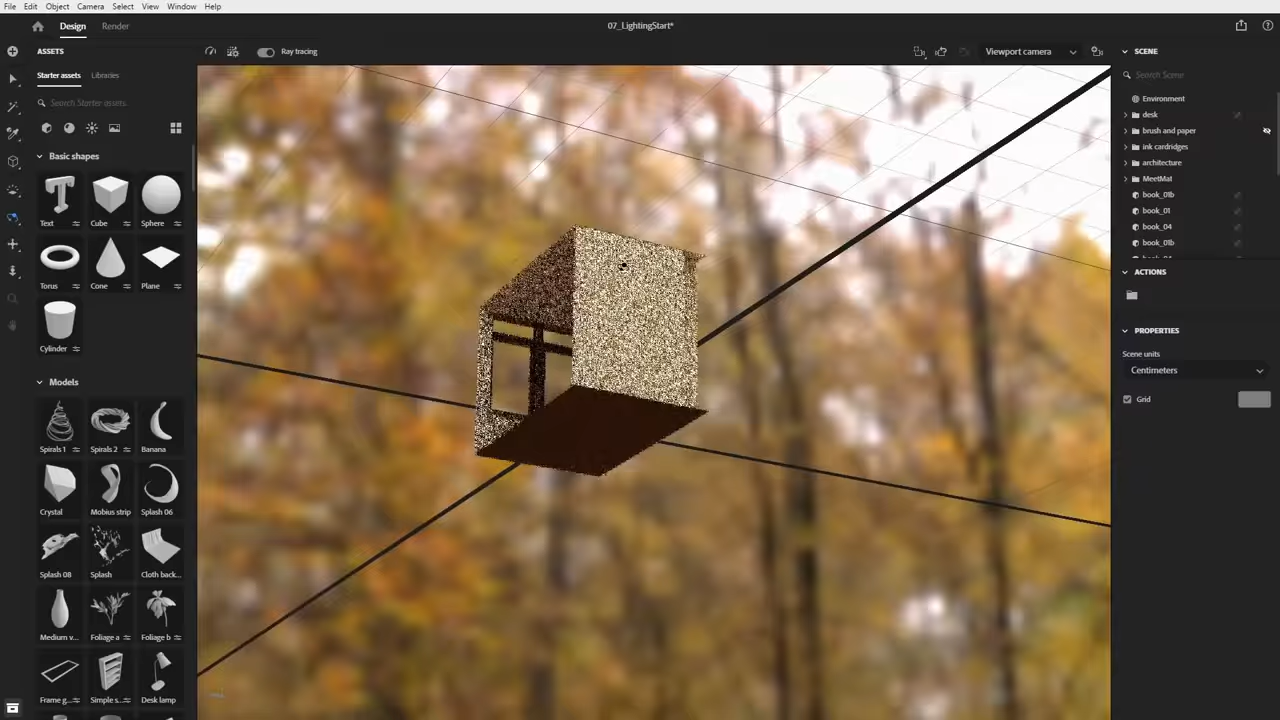 File Edit Object Camera Select View Window Help
Design Render 07_LightingStart*
ASSETS
Ray tracing
Viewport camera
SCENE
Starter assets Libraries
Search Scene
Search Starter assets
Environment
desk
brush and paper
ink cardridges
architecture
MeetMat
book_01b
book_01
book_04
book_01b
Basic shapes
Text Cube Sphere
Torus Cone Plane
Cylinder
Models
Spirals 1 Spirals 2 Banana
Crystal Mobius strip Splash 06
Splash 08 Splash Cloth back...
Medium v... Foliage a Foliage b
Frame g... Simple s... Desk lamp
ACTIONS
PROPERTIES
Scene units
Centimeters
Grid